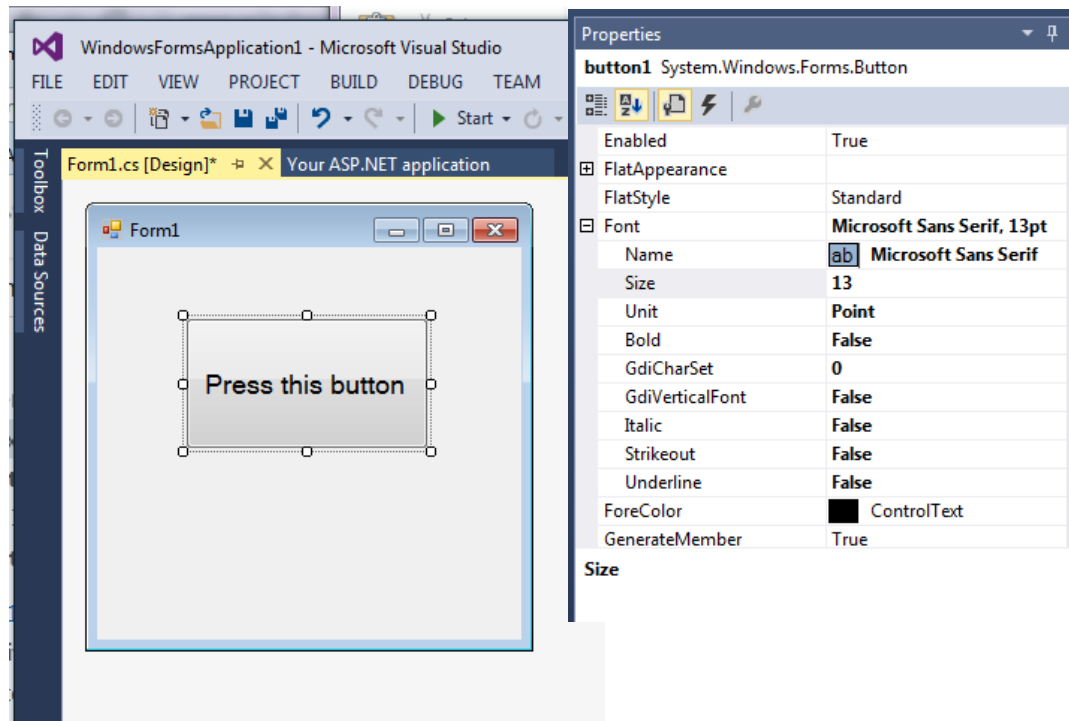 WindowsFormsApplication1 - Microsoft Visual Studio
FILE EDIT VIEW PROJECT BUILD DEBUG TEAM
Start
Toolbox
Data Sources
Form1.cs [Design]*
Your ASP.NET application
Form1
Press this button
Properties
button1 System.Windows.Forms.Button
Enabled True
FlatAppearance
FlatStyle Standard
Font Microsoft Sans Serif, 13pt
Name ab Microsoft Sans Serif
Size 13
Unit Point
Bold False
GdiCharSet 0
GdiVerticalFont False
Italic False
Strikeout False
Underline False
ForeColor ControlText
GenerateMember True
Size